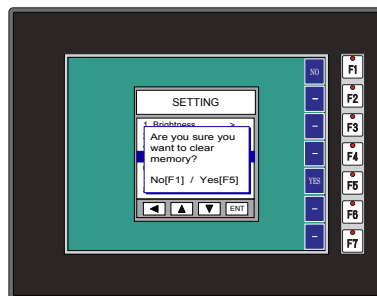 SETTING
1. Brightness >
Are you sure you
want to clear
memory?
No[F1] / Yes[F5]
ENT
NO
-
-
-
YES
-
-
F1
F2
F3
F4
F5
F6
F7